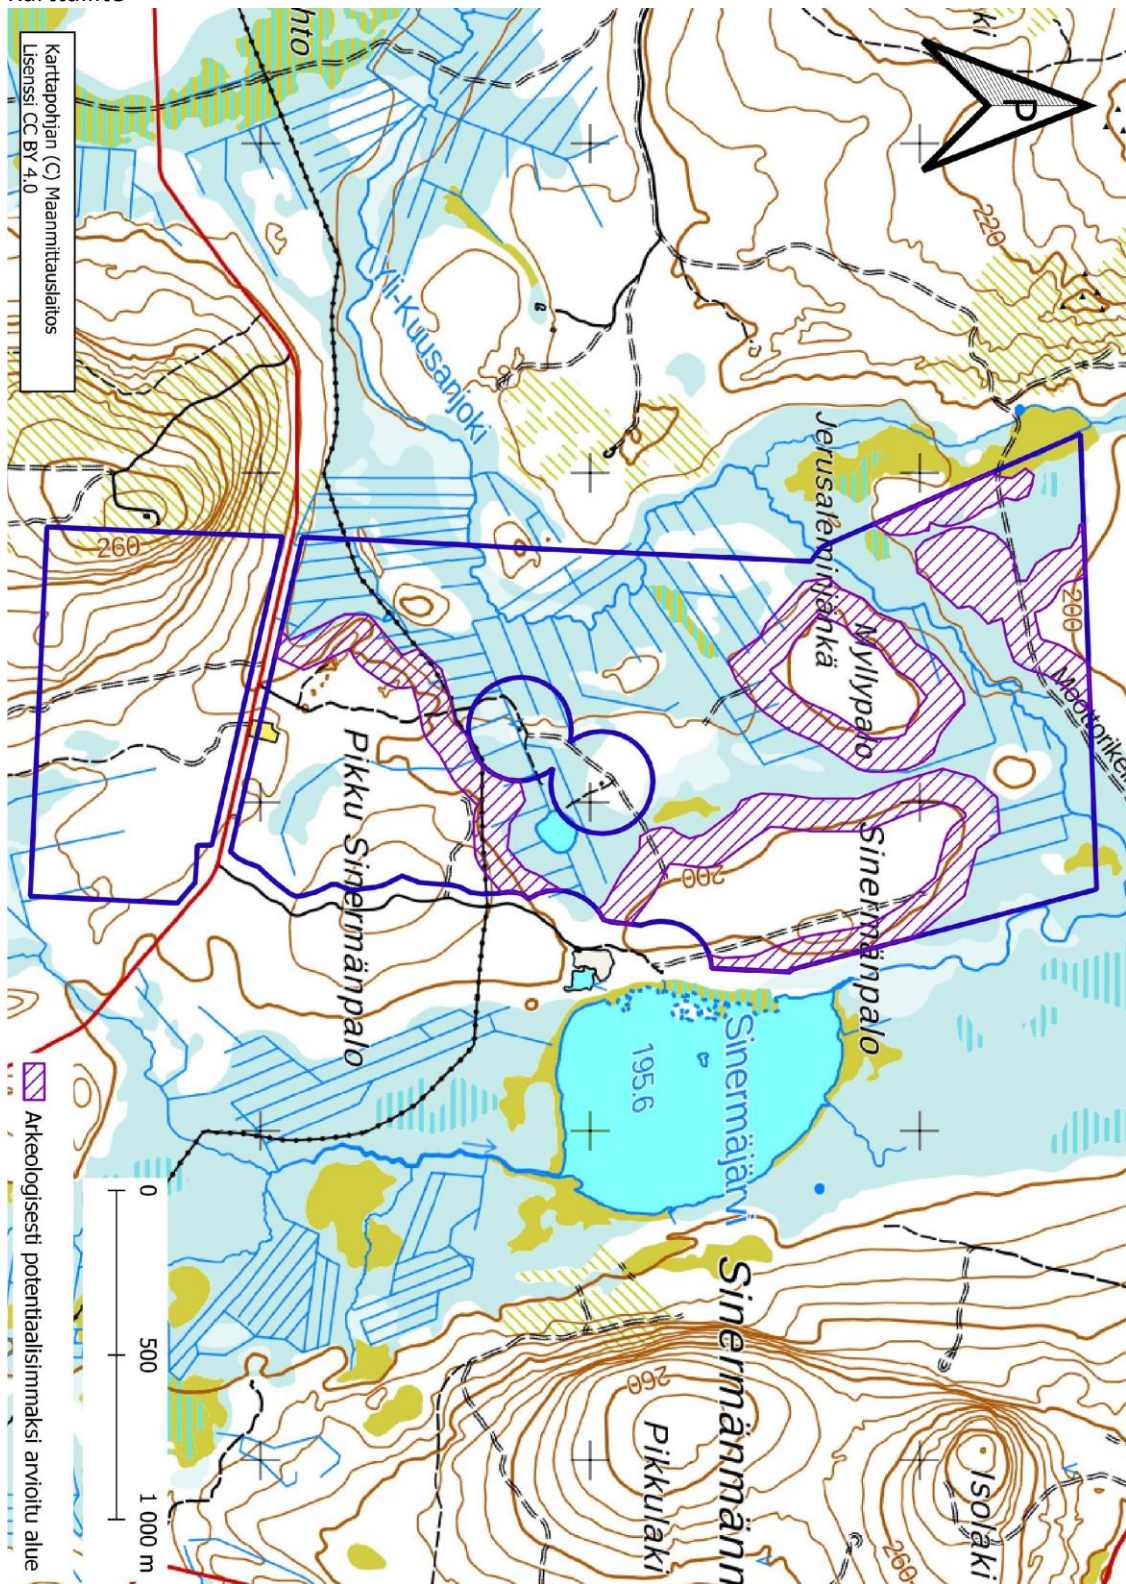 P
220
Karttapohjan (C) Maanmittauslaitos
Lisenssi CC BY 4.0
Yli-Kuusanjoki
Jerusaleminjänkä
Myllypalo
200
260
Pikku Sinermänpalo
200
Sinermänpalo
Sinermäjärvi
195.6
Arkeologisesti potentiaalisimmaksi arvioitu alue
0
500
1 000 m
Sinermänmänn
260
Pikkulaki
Isolaki
260